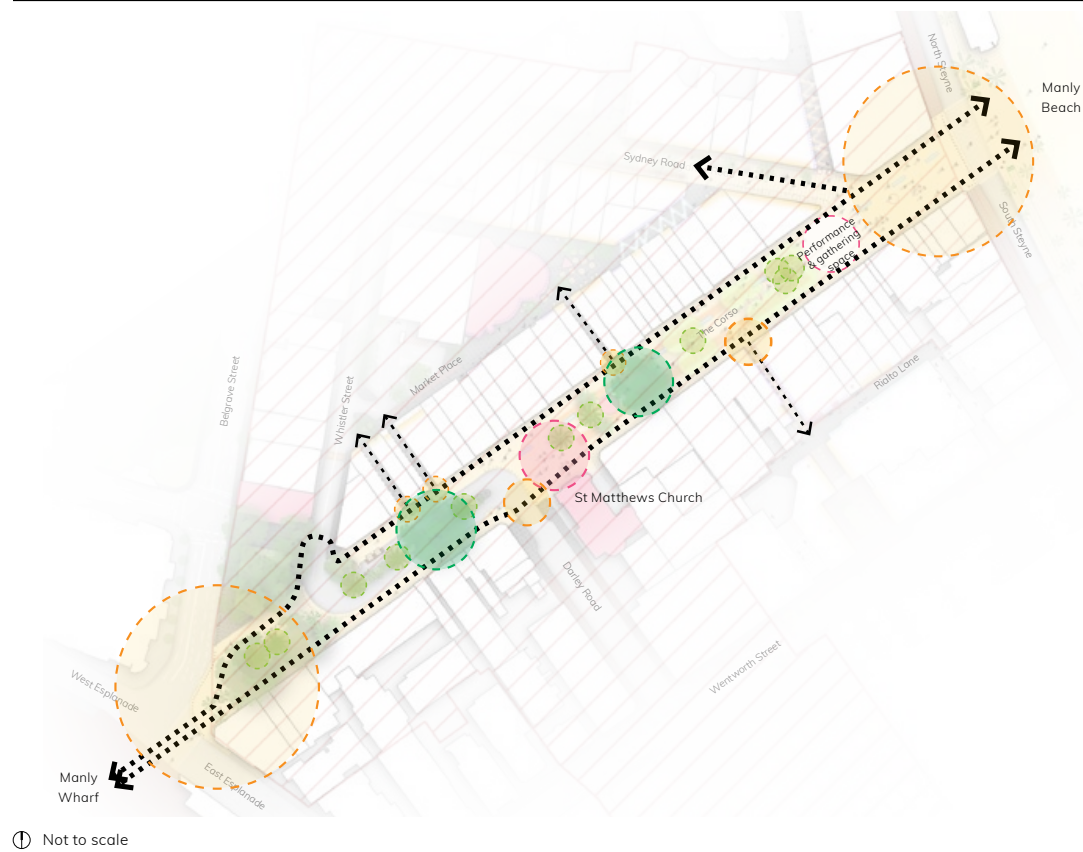 North Steyne
Manly
Beach
Sydney Road
South Steyne
Performance
& gathering
space
The Corso
Market Place
Rialto Lane
Belgrave Street
Whistler Street
St Matthews Church
Darley Road
Wentworth Street
West Esplanade
East Esplanade
Manly
Wharf
Not to scale